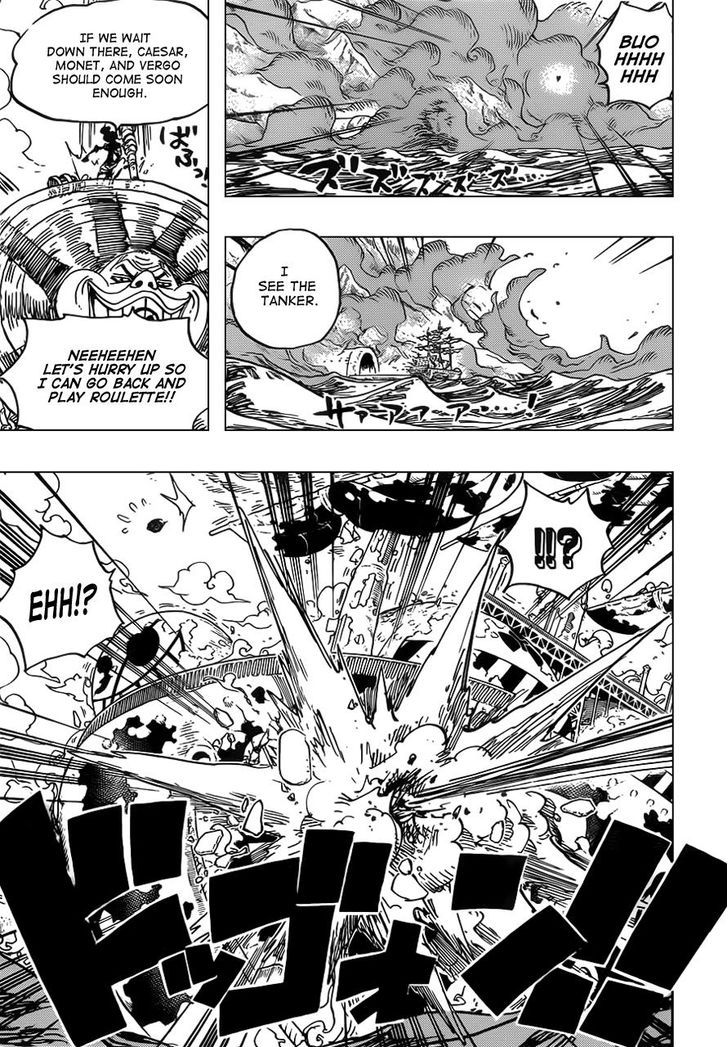 BUO
HHHH
HHH
ズズズズズズ
IF WE WAIT
DOWN THERE, CAESAR,
MONET, AND VERGO
SHOULD COME SOON
ENOUGH.
ばふっ!
NEEHEEHEN
LET'S HURRY UP SO
I CAN GO BACK AND
PLAY ROULETTE!!
I
SEE THE
TANKER.
!!?
EHH!?
ドッゴォン!!